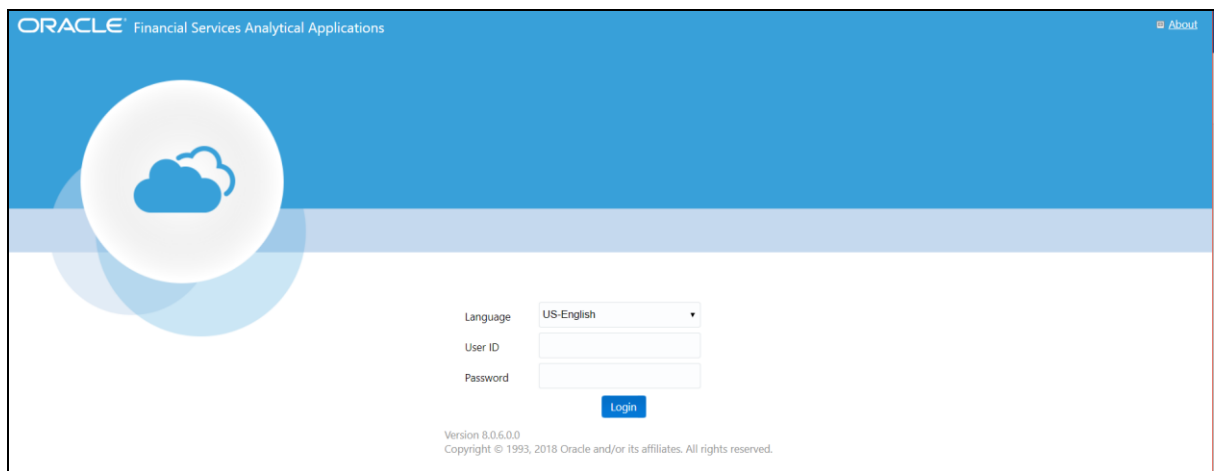 ORACLE Financial Services Analytical Applications
About
Language US-English
User ID
Password
Login
Version 8.0.6.0.0
Copyright © 1993, 2018 Oracle and/or its affiliates. All rights reserved.